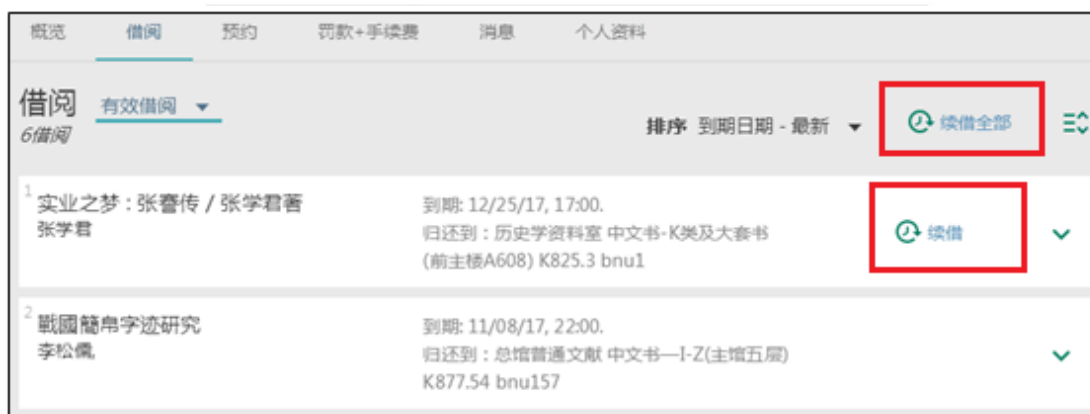 概览 借阅 预约 罚款+手续费 消息 个人资料
借阅 有效借阅
6借阅
排序 到期日期 - 最新 续借全部
1 实业之梦 : 张謇传 / 张学君著
张学君
到期: 12/25/17, 17:00.
归还到：历史学资料室 中文书-K类及大套书
(前主楼A608) K825.3 bnu1
续借
2 戰國簡帛字迹研究
李松儒,
到期: 11/08/17, 22:00.
归还到：总馆普通文献 中文书—I-Z(主馆五层)
K877.54 bnu157